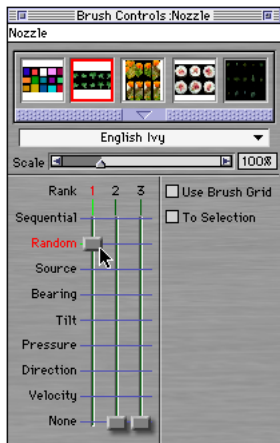 Brush Controls :Nozzle
Nozzle
English Ivy
Scale 100%
Rank 1 2 3
Use Brush Grid
Sequential
To Selection
Random
Source
Bearing
Tilt
Pressure
Direction
Velocity
None